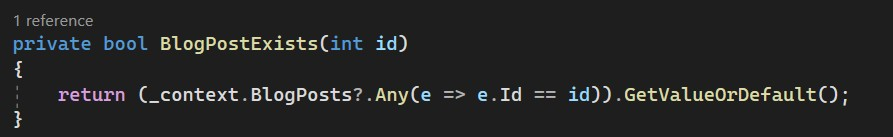 1 reference
private bool BlogPostExists(int id)
{
    return (_context.BlogPosts?.Any(e => e.Id == id)).GetValueOrDefault();
}